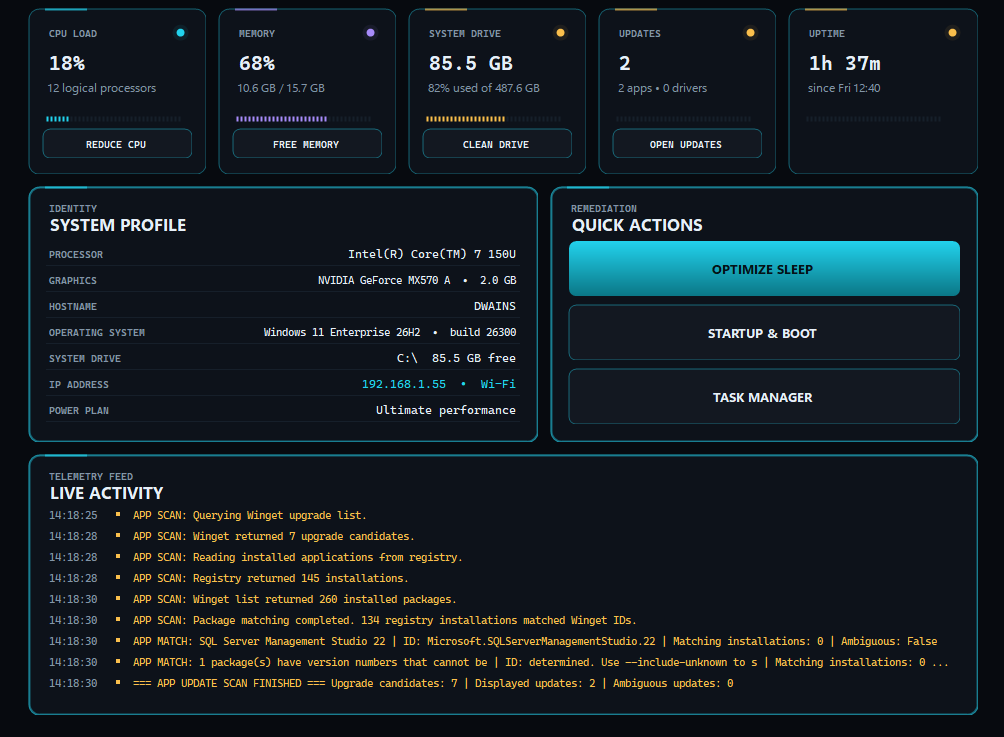 CPU LOAD
18%
12 logical processors
REDUCE CPU
MEMORY
68%
10.6 GB / 15.7 GB
FREE MEMORY
SYSTEM DRIVE
85.5 GB
82% used of 487.6 GB
CLEAN DRIVE
UPDATES
2
2 apps • 0 drivers
OPEN UPDATES
UPTIME
1h 37m
since Fri 12:40
IDENTITY
SYSTEM PROFILE
PROCESSOR Intel(R) Core(TM) 7 150U
GRAPHICS NVIDIA GeForce MX570 A • 2.0 GB
HOSTNAME DWAINS
OPERATING SYSTEM Windows 11 Enterprise 26H2 • build 26300
SYSTEM DRIVE C:\ 85.5 GB free
IP ADDRESS 192.168.1.55 • Wi-Fi
POWER PLAN Ultimate performance
REMEDIATION
QUICK ACTIONS
OPTIMIZE SLEEP
STARTUP & BOOT
TASK MANAGER
TELEMETRY FEED
LIVE ACTIVITY
14:18:25 ▪ APP SCAN: Querying Winget upgrade list.
14:18:28 ▪ APP SCAN: Winget returned 7 upgrade candidates.
14:18:28 ▪ APP SCAN: Reading installed applications from registry.
14:18:28 ▪ APP SCAN: Registry returned 145 installations.
14:18:30 ▪ APP SCAN: Winget list returned 260 installed packages.
14:18:30 ▪ APP SCAN: Package matching completed. 134 registry installations matched Winget IDs.
14:18:30 ▪ APP MATCH: SQL Server Management Studio 22 | ID: Microsoft.SQLServerManagementStudio.22 | Matching installations: 0 | Ambiguous: False
14:18:30 ▪ APP MATCH: 1 package(s) have version numbers that cannot be | ID: determined. Use --include-unknown to s | Matching installations: 0 ...
14:18:30 ▪ === APP UPDATE SCAN FINISHED === Upgrade candidates: 7 | Displayed updates: 2 | Ambiguous updates: 0